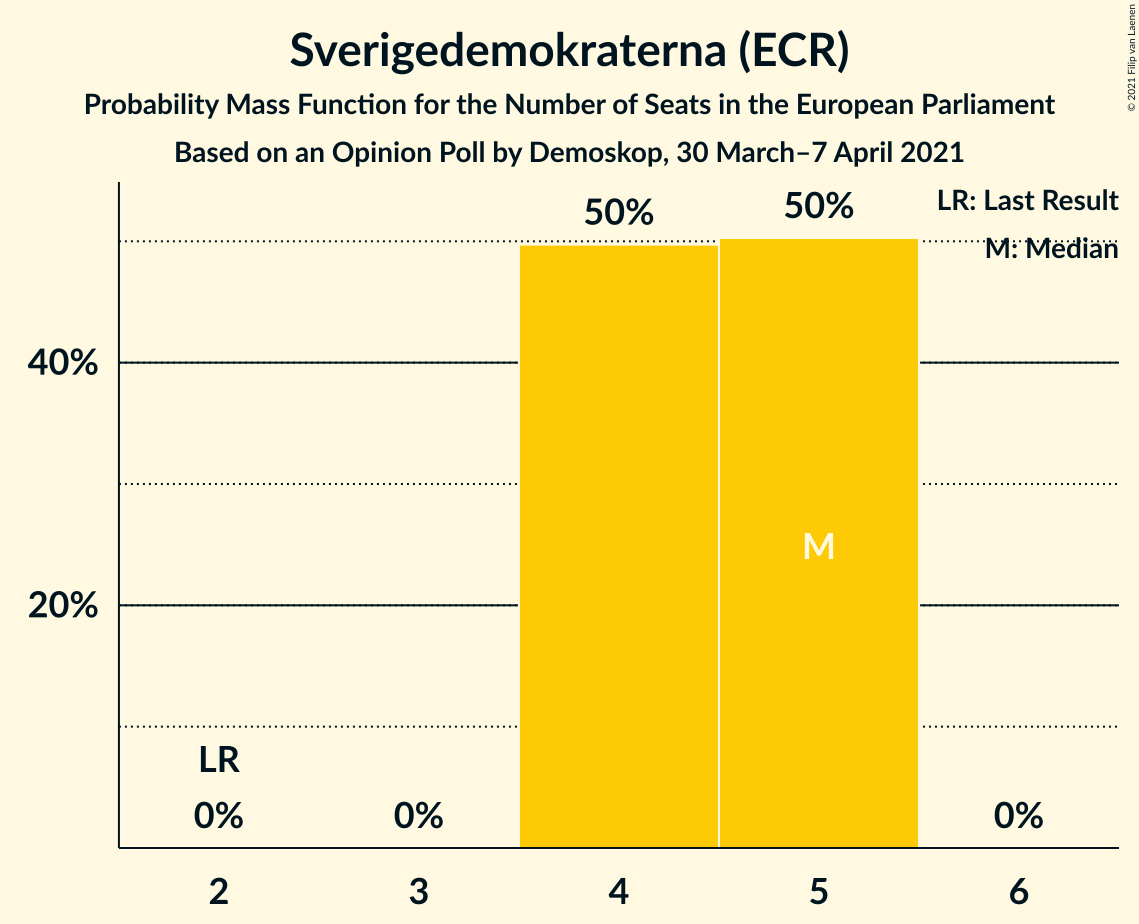 Sverigedemokraterna (ECR)
Probability Mass Function for the Number of Seats in the European Parliament
Based on an Opinion Poll by Demoskop, 30 March–7 April 2021
© 2021 Filip van Laenen
LR: Last Result
M: Median
50%
50%
40%
20%
M
LR
0%
0%
0%
2
3
4
5
6